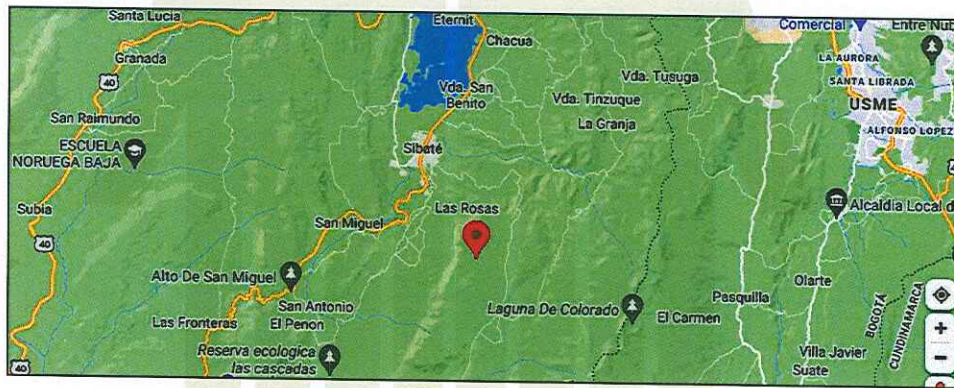 Santa Lucia
Eternit
Comercial
Entre Nub
Granada
Chacua
LA AURORA
40
Vda. Tusuga
SANTA LIBRADA
Vda. San
Benito
Vda. Tinzuque
USME
San Raimundo
La Granja
ALFONSO LOPEZ
ESCUELA
NORUEGA BAJA
Sibaté
Subia
San Miguel
Las Rosas
Alcaldía Local d
40
Alto De San Miguel
Olarte
San Antonio
Laguna De Colorado
Pasquilla
Las Fronteras
El Penon
El Carmen
BOGOTÁ
CUNDINAMARCA
Reserva ecologica
las cascadas
Villa Javier
Suate
40